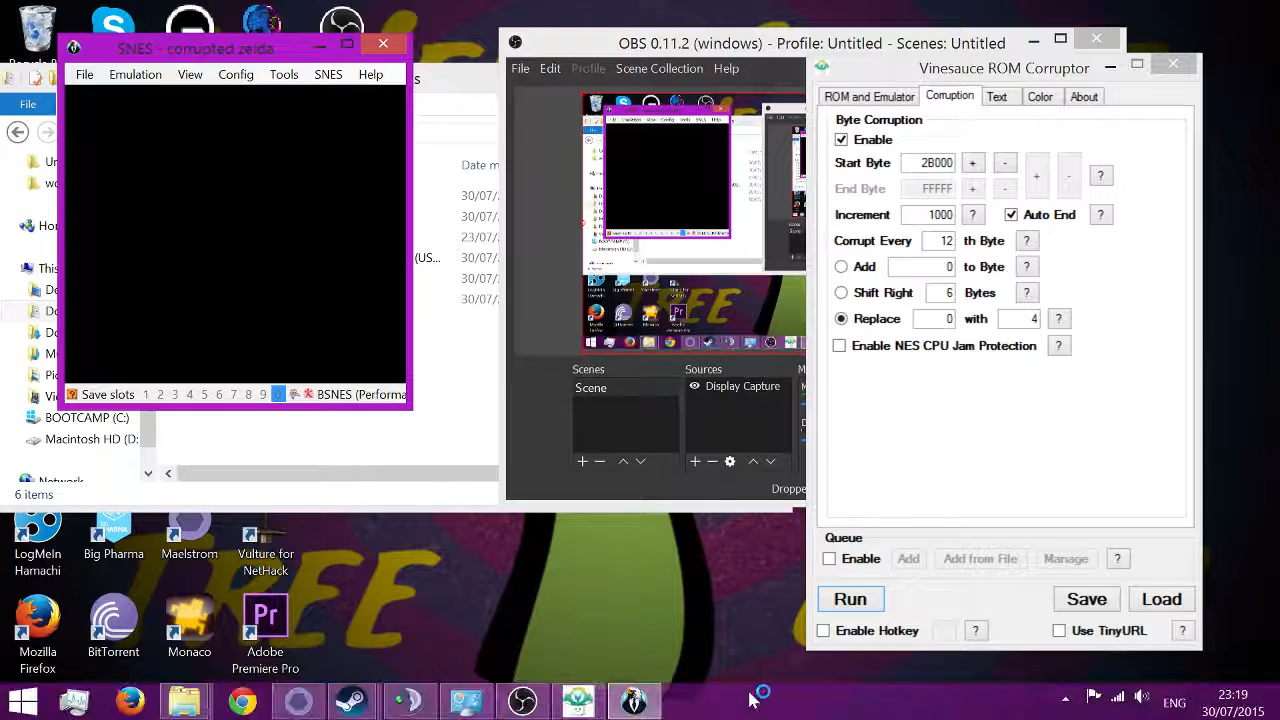 SNES - corrupted zelda
File Emulation View Config Tools SNES Help
Save slots 1 2 3 4 5 6 7 8 9 0 BSNES (Performa
File
Date m
30/07/
30/07/
23/07/
(US... 30/07/
30/07/
30/07/
BOOTCAMP (C:)
Macintosh HD (D:
Network
6 items
OBS 0.11.2 (windows) - Profile: Untitled - Scenes: Untitled
File Edit Profile Scene Collection Help
Scenes
Scene
Sources
Display Capture
Droppe
Vinesauce ROM Corruptor
ROM and Emulator Corruption Text Color About
Byte Corruption
Enable
Start Byte 2B000 + - + - ?
End Byte FFFFF + -
Increment 1000 ? Auto End ?
Corrupt Every 12 th Byte ?
Add 0 to Byte ?
Shift Right 6 Bytes ?
Replace 0 with 4 ?
Enable NES CPU Jam Protection ?
Queue
Enable Add Add from File Manage ?
Run Save Load
Enable Hotkey ? Use TinyURL ?
LogMeIn Hamachi
Big Pharma
Maelstrom
Vulture for NetHack
Mozilla Firefox
BitTorrent
Monaco
Adobe Premiere Pro
ENG
23:19
30/07/2015